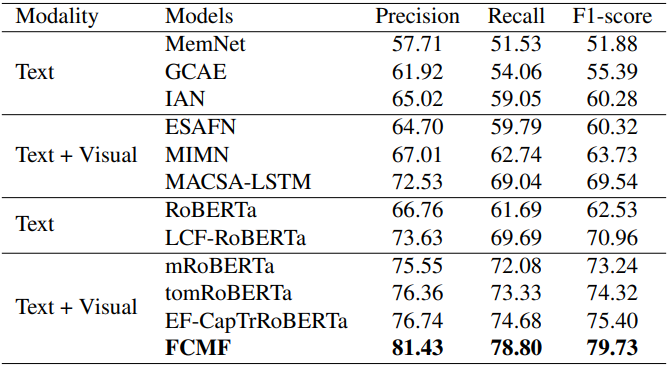 Modality Models Precision Recall F1-score
MemNet 57.71 51.53 51.88
Text GCAE 61.92 54.06 55.39
IAN 65.02 59.05 60.28
ESAFN 64.70 59.79 60.32
Text + Visual MIMN 67.01 62.74 63.73
MACSA-LSTM 72.53 69.04 69.54
Text
RoBERTa 66.76 61.69 62.53
LCF-RoBERTa 73.63 69.69 70.96
mRoBERTa 75.55 72.08 73.24
Text + Visual
tomRoBERTa 76.36 73.33 74.32
EF-CapTrRoBERTa 76.74 74.68 75.40
FCMF 81.43 78.80 79.73